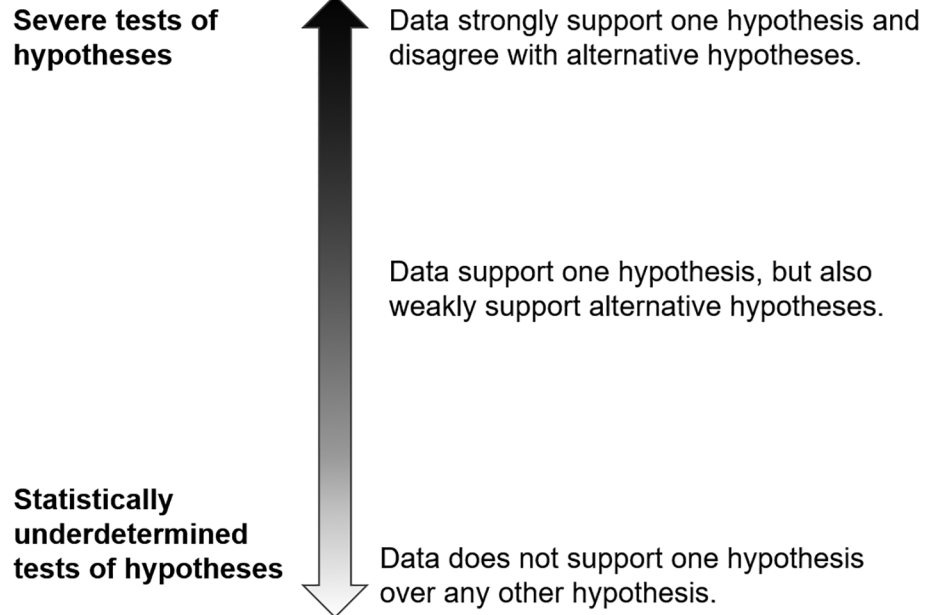 Severe tests of
hypotheses
Data strongly support one hypothesis and
disagree with alternative hypotheses.
Data support one hypothesis, but also
weakly support alternative hypotheses.
Statistically
underdetermined
tests of hypotheses
Data does not support one hypothesis
over any other hypothesis.